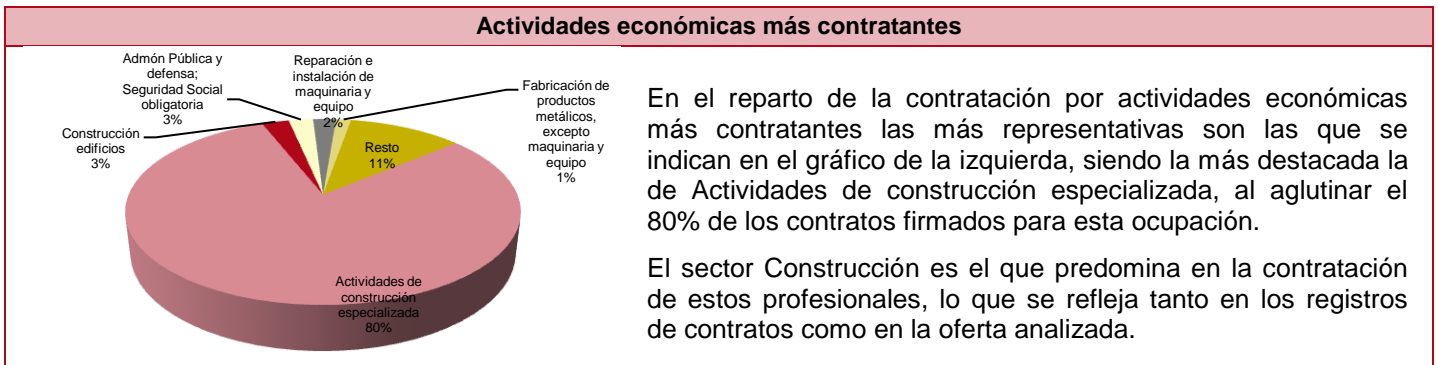 Actividades económicas más contratantes
Admón Pública y
defensa;
Seguridad Social
obligatoria
3%
Reparación e
instalación de
maquinaria y
equipo
2%
Fabricación de
productos
metálicos,
excepto
maquinaria y
equipo
1%
Construcción
edificios
3%
Resto
11%
Actividades de
construcción
especializada
80%
En el reparto de la contratación por actividades económicas
más contratantes las más representativas son las que se
indican en el gráfico de la izquierda, siendo la más destacada la
de Actividades de construcción especializada, al aglutinar el
80% de los contratos firmados para esta ocupación.
El sector Construcción es el que predomina en la contratación
de estos profesionales, lo que se refleja tanto en los registros
de contratos como en la oferta analizada.